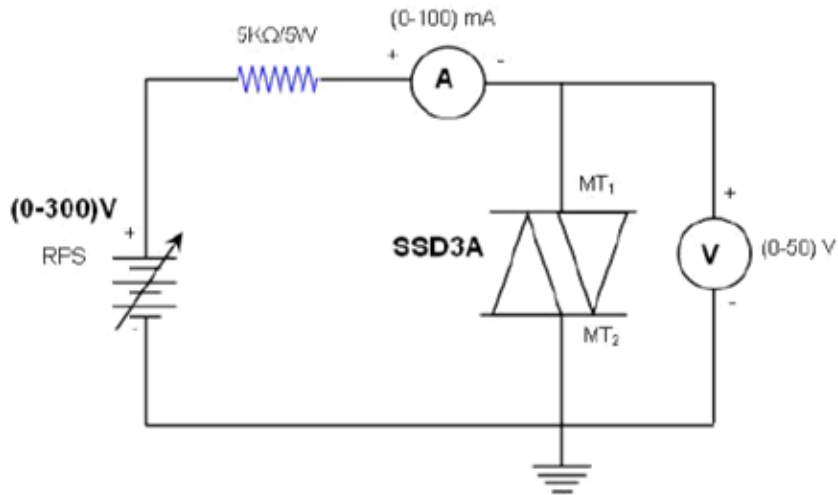 (0-100) mA
5KΩ/5W
+
-
A
MT₁
(0-300)V
+
+
RPS
SSD3A
V
(0-50) V
-
-
MT₂